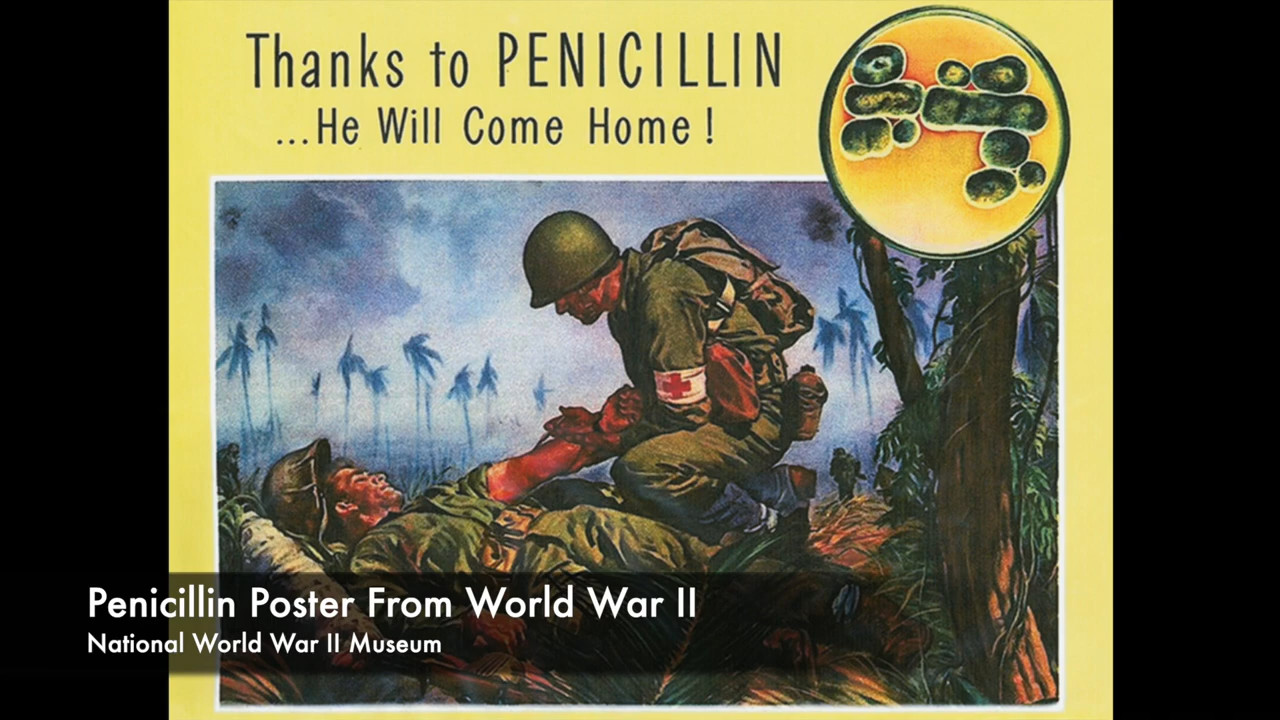 Thanks to PENICILLIN
...He Will Come Home!
Penicillin Poster From World War II
National World War II Museum